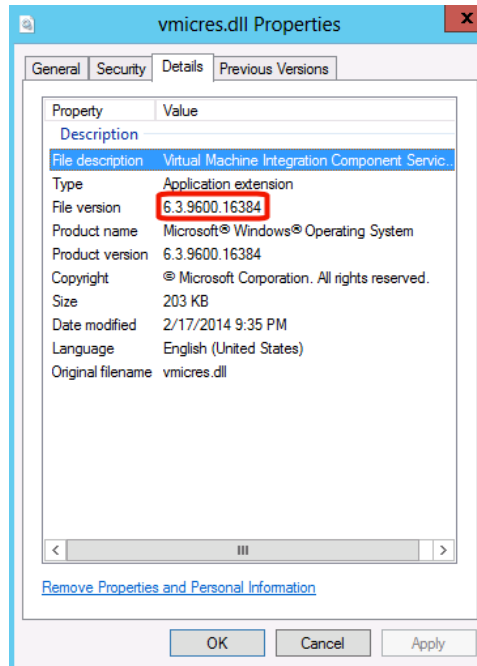 vmicres.dll Properties
x
General Security Details Previous Versions
Property Value
Description
File description Virtual Machine Integration Component Servic...
Type Application extension
File version 6.3.9600.16384
Product name Microsoft® Windows® Operating System
Product version 6.3.9600.16384
Copyright © Microsoft Corporation. All rights reserved.
Size 203 KB
Date modified 2/17/2014 9:35 PM
Language English (United States)
Original filename vmicres.dll
Remove Properties and Personal Information
OK Cancel Apply